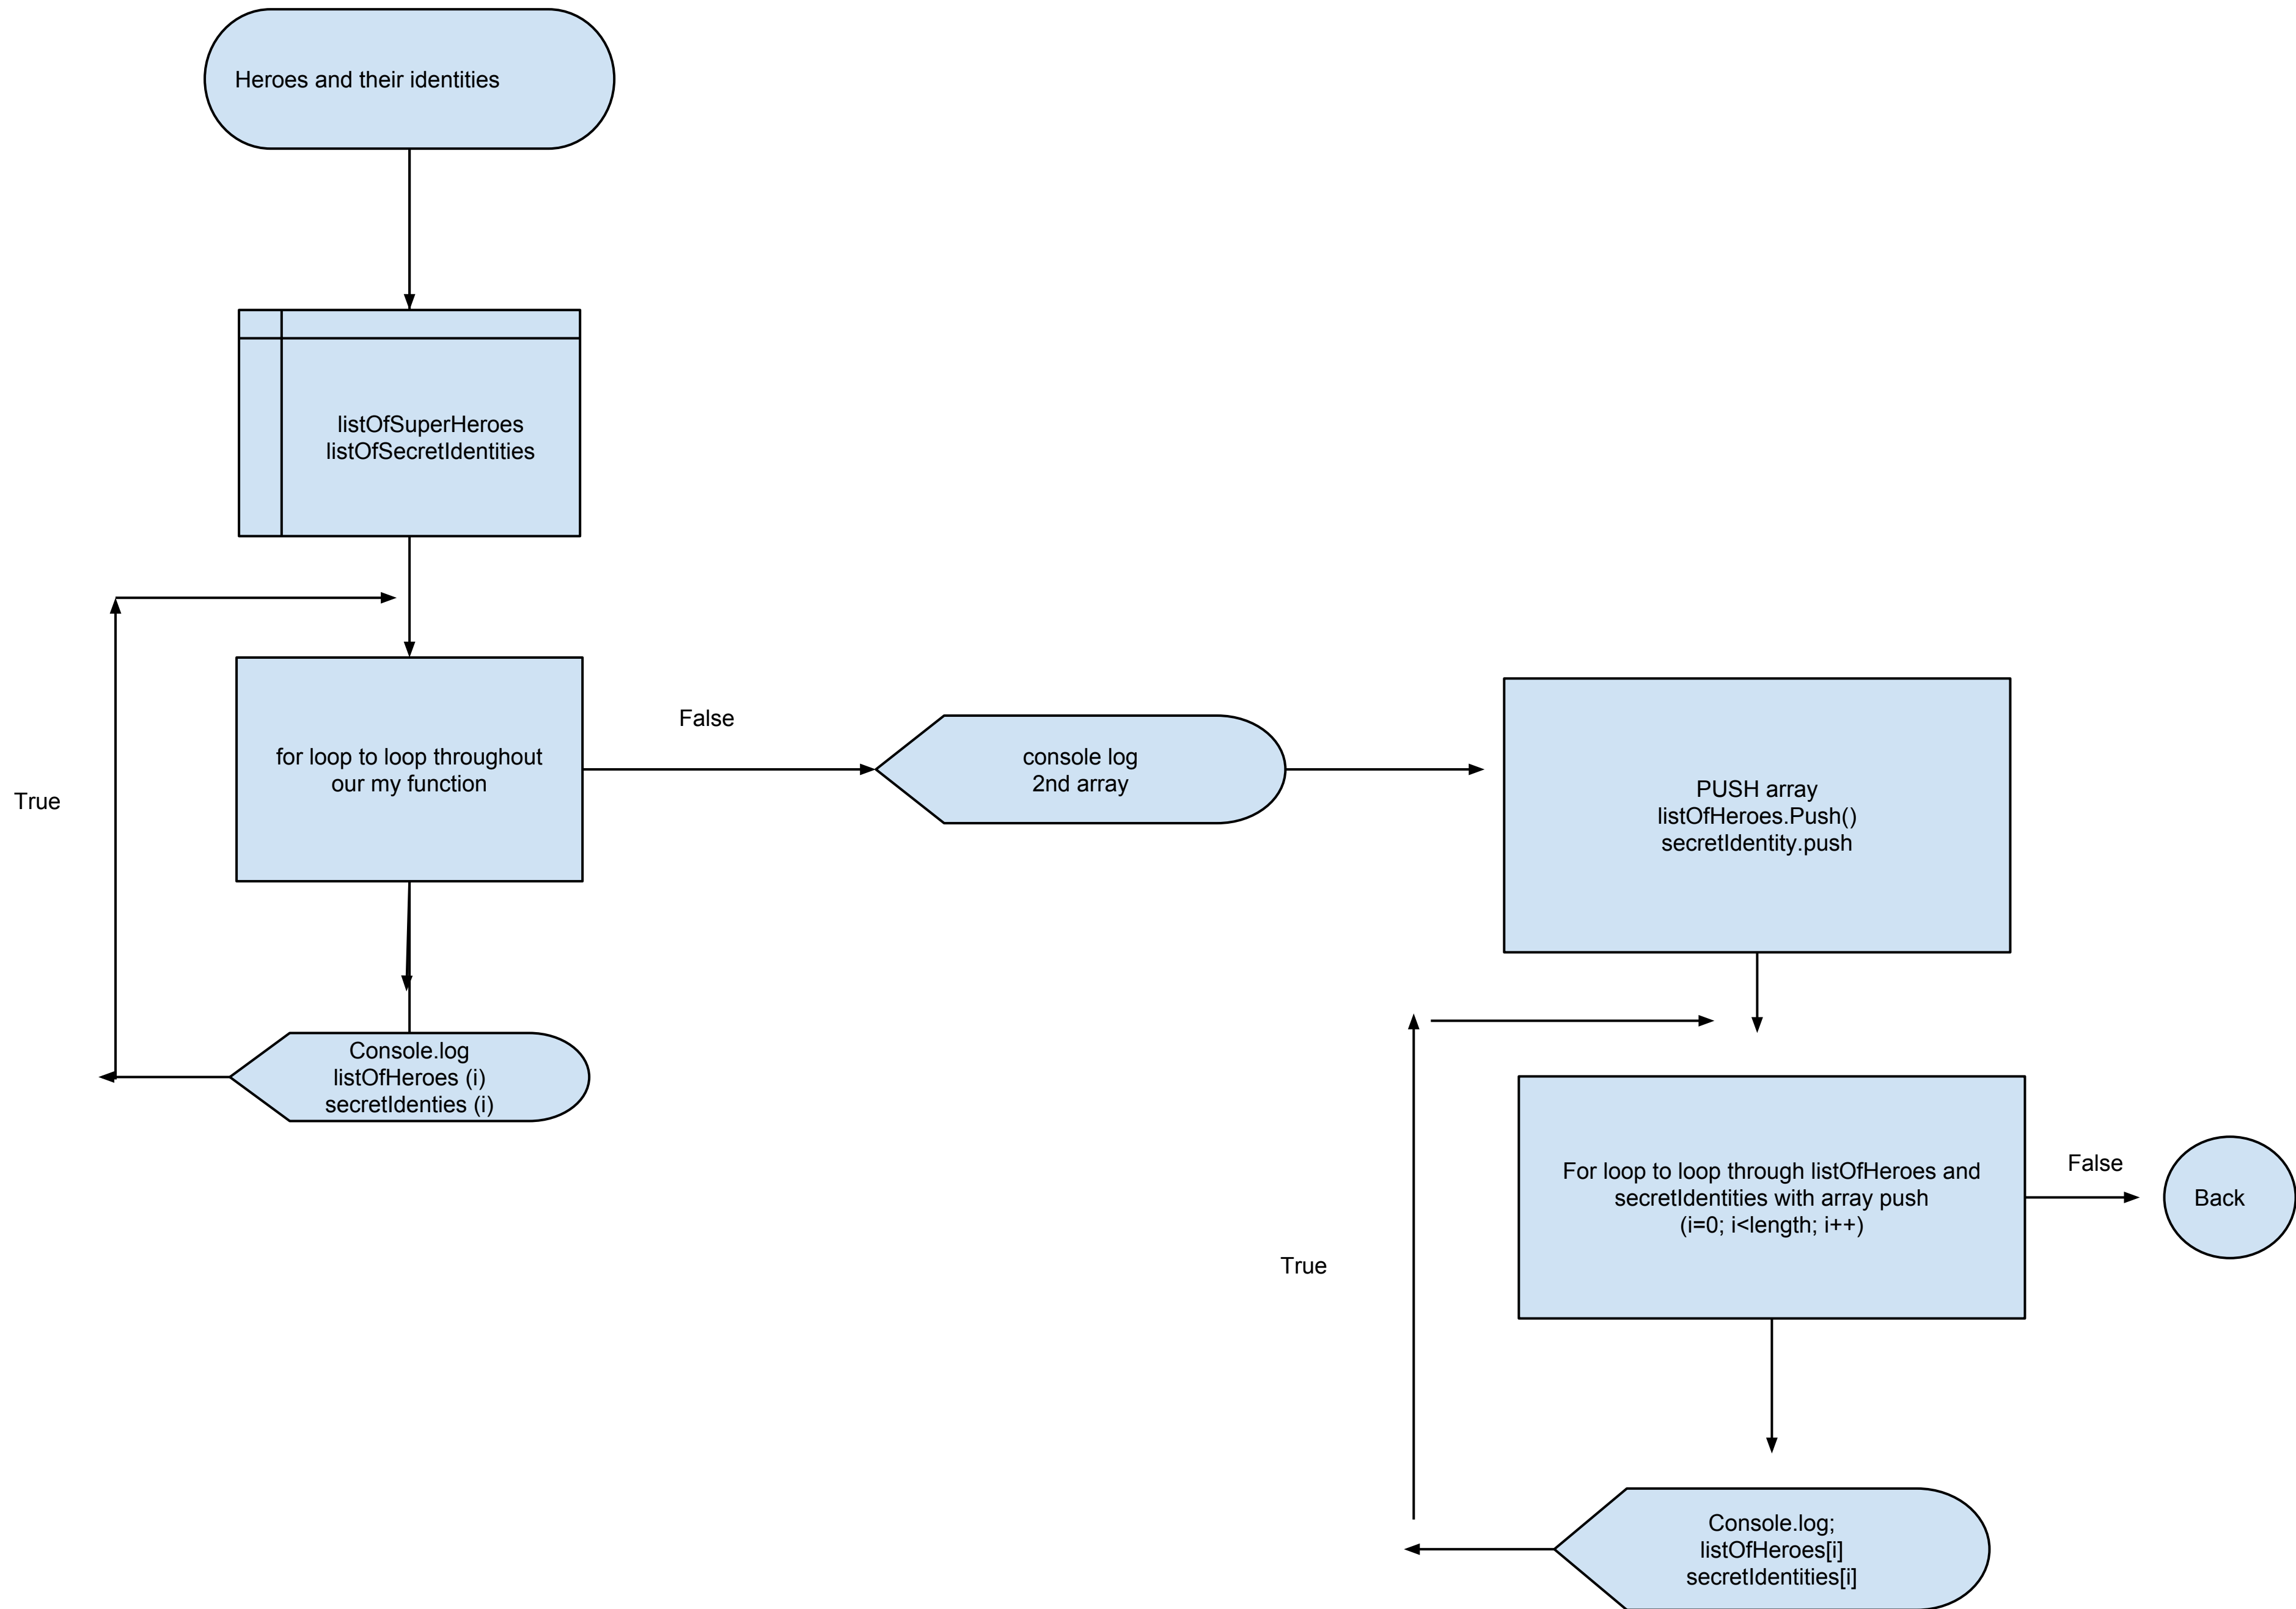 Heroes and their identities
listOfSuperHeroes
listOfSecretIdentities
for loop to loop throughout
our my function
True
False
Console.log
listOfHeroes (i)
secretIdenties (i)
console log
2nd array
PUSH array
listOfHeroes.Push()
secretIdentity.push
For loop to loop through listOfHeroes and
secretIdentities with array push
(i=0; i<length; i++)
False
Back
True
Console.log;
listOfHeroes[i]
secretIdentities[i]